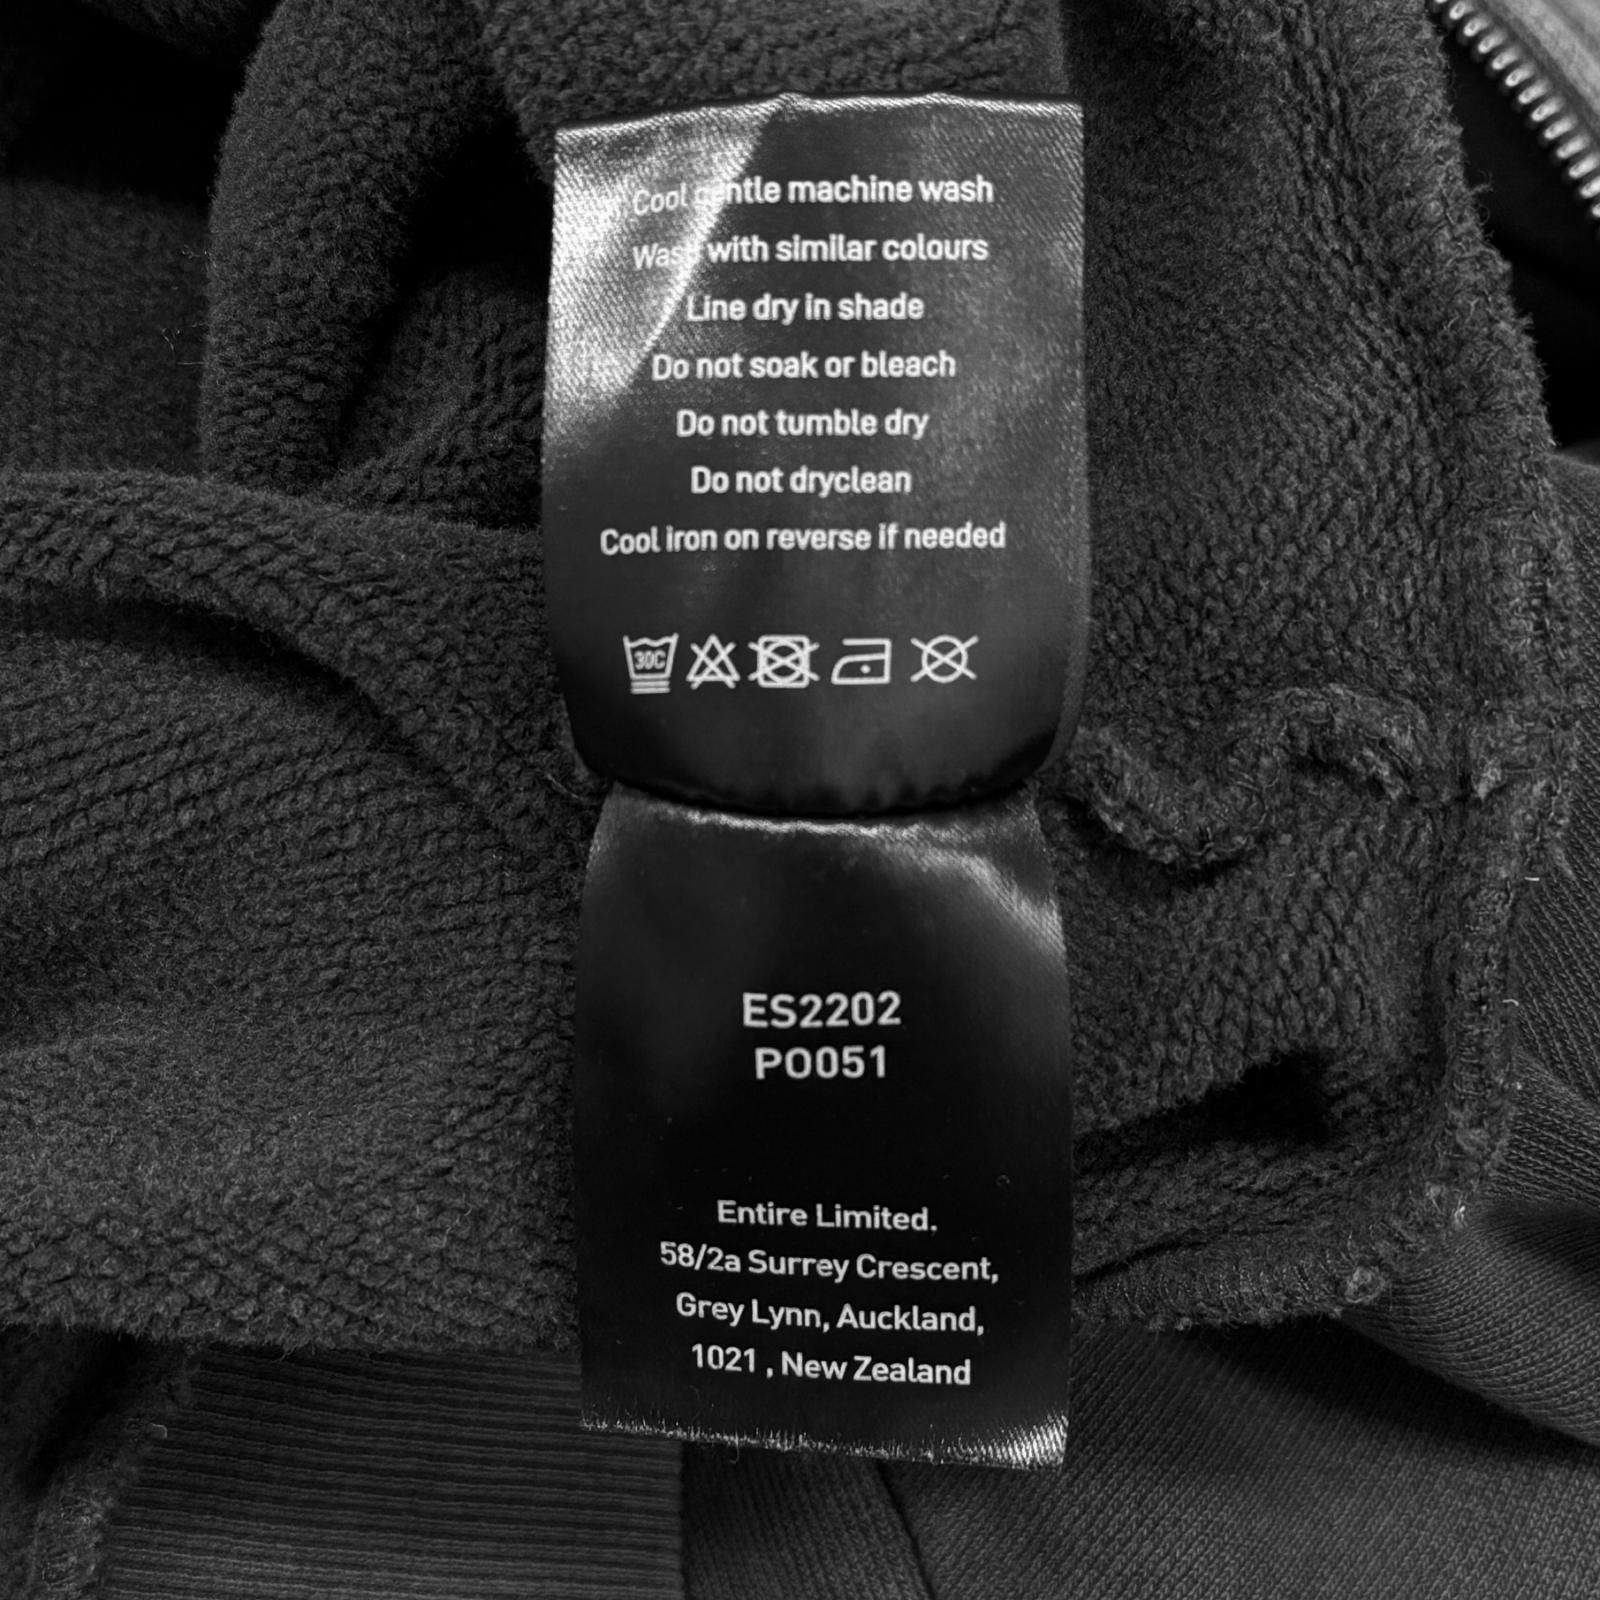 Cool gentle machine wash
Wash with similar colours
Line dry in shade
Do not soak or bleach
Do not tumble dry
Do not dryclean
Cool iron on reverse if needed
30C
ES2202
PO051
Entire Limited.
58/2a Surrey Crescent,
Grey Lynn, Auckland,
1021 , New Zealand